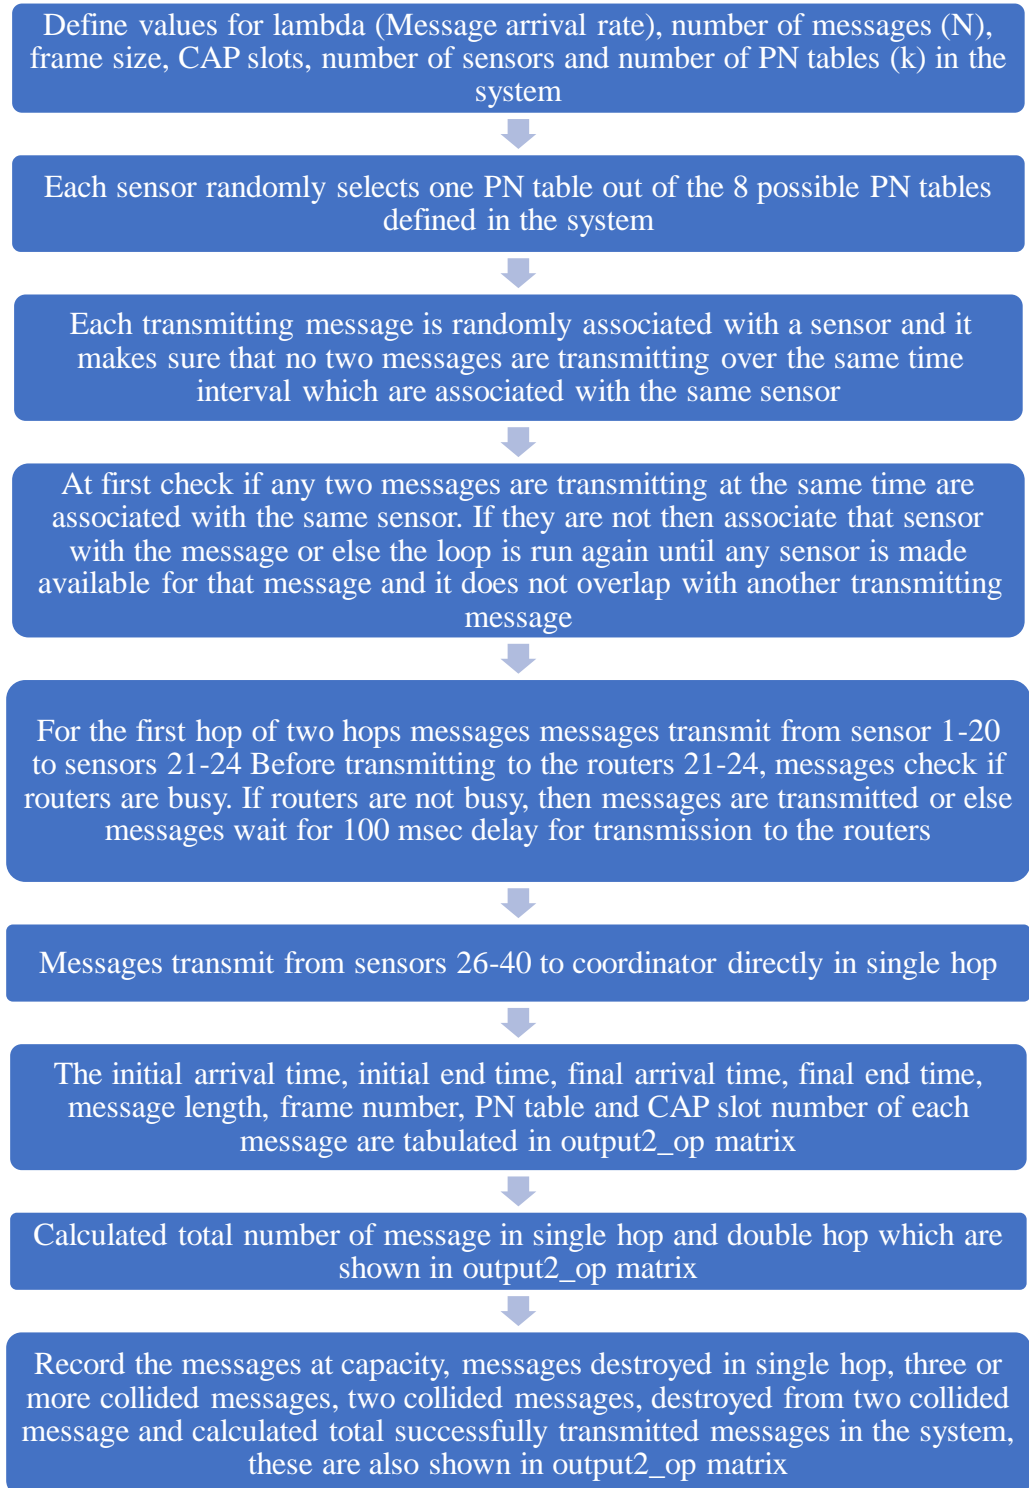 Define values for lambda (Message arrival rate), number of messages (N),
frame size, CAP slots, number of sensors and number of PN tables (k) in the
system
Each sensor randomly selects one PN table out of the 8 possible PN tables
defined in the system
Each transmitting message is randomly associated with a sensor and it
makes sure that no two messages are transmitting over the same time
interval which are associated with the same sensor
At first check if any two messages are transmitting at the same time are
associated with the same sensor. If they are not then associate that sensor
with the message or else the loop is run again until any sensor is made
available for that message and it does not overlap with another transmitting
message
For the first hop of two hops messages messages transmit from sensor 1-20
to sensors 21-24 Before transmitting to the routers 21-24, messages check if
routers are busy. If routers are not busy, then messages are transmitted or else
messages wait for 100 msec delay for transmission to the routers
Messages transmit from sensors 26-40 to coordinator directly in single hop
The initial arrival time, initial end time, final arrival time, final end time,
message length, frame number, PN table and CAP slot number of each
message are tabulated in output2_op matrix
Calculated total number of message in single hop and double hop which are
shown in output2_op matrix
Record the messages at capacity, messages destroyed in single hop, three or
more collided messages, two collided messages, destroyed from two collided
message and calculated total successfully transmitted messages in the system,
these are also shown in output2_op matrix